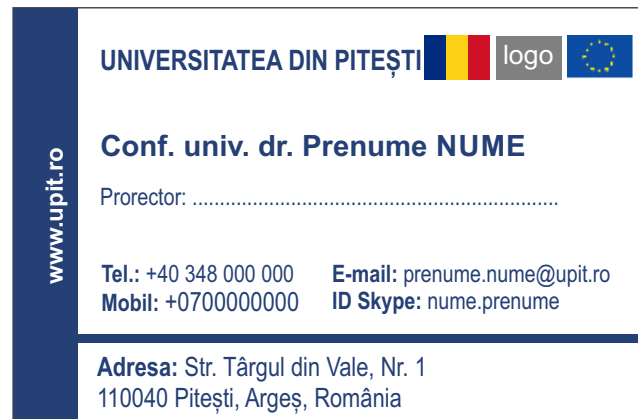 UNIVERSITATEA DIN PITEȘTI
logo
www.upit.ro
Conf. univ. dr. Prenume NUME
Prorector: ....................................................................
Tel.: +40 348 000 000
E-mail: prenume.nume@upit.ro
Mobil: +0700000000
ID Skype: nume.prenume
Adresa: Str. Târgul din Vale, Nr. 1
110040 Pitești, Argeș, România